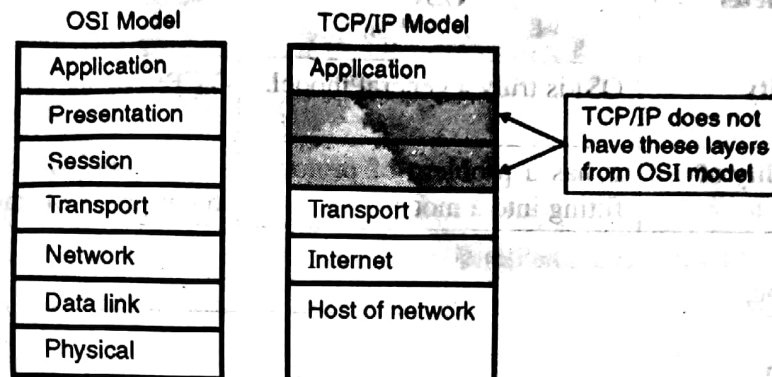 OSI Model
TCP/IP Model
Application
Presentation
Session
Transport
Network
Data link
Physical
Application
Transport
Internet
Host of network
TCP/IP does not
have these layers
from OSI model